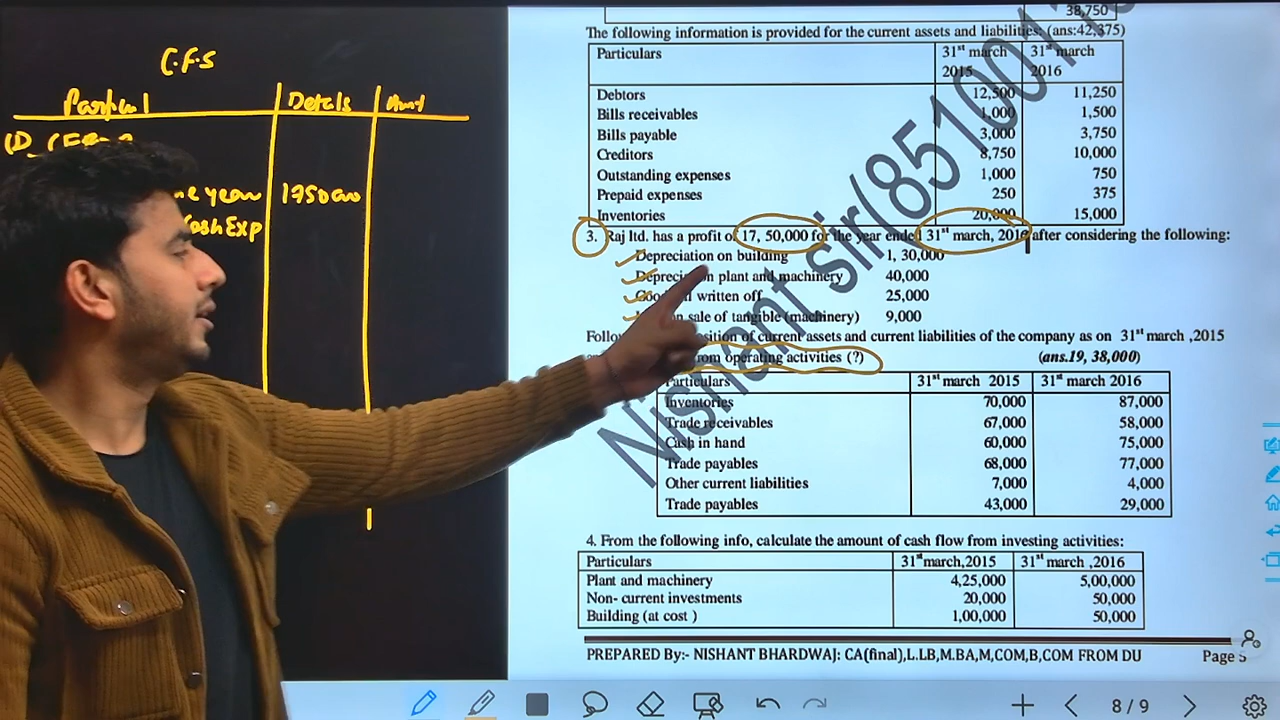 C.F.S
Detals
1750000
CashExp
38,750
The following information is provided for the current assets and liabilities. (ans:42,375)
Particulars 31st march 2015 31st march 2016
Debtors 12,500 11,250
Bills receivables 1,000 1,500
Bills payable 3,000 3,750
Creditors 8,750 10,000
Outstanding expenses 1,000 750
Prepaid expenses 250 375
Inventories 20,000 15,000
3. Raj ltd. has a profit of 17, 50,000 for the year ended 31st march, 2016 after considering the following:
Depreciation on building 1, 30,000
plant and machinery 40,000
written off 25,000
sale of tangible (machinery) 9,000
of current assets and current liabilities of the company as on 31st march ,2015
from operating activities (?) (ans.19, 38,000)
Particulars 31st march 2015 31st march 2016
Inventories 70,000 87,000
Trade receivables 67,000 58,000
Cash in hand 60,000 75,000
Trade payables 68,000 77,000
Other current liabilities 7,000 4,000
Trade payables 43,000 29,000
4. From the following info, calculate the amount of cash flow from investing activities:
Particulars 31st march,2015 31st march ,2016
Plant and machinery 4,25,000 5,00,000
Non- current investments 20,000 50,000
Building (at cost ) 1,00,000 50,000
PREPARED By:- NISHANT BHARDWAJ: CA(final),L.LB,M.BA,M,COM,B,COM FROM DU Page 5
Nishant sir(8510011
8 / 9